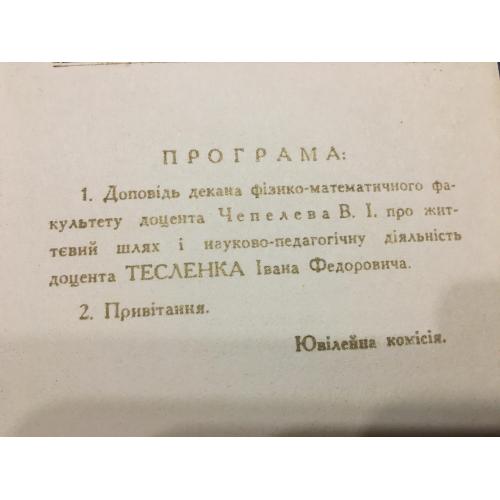 ПРОГРАМА:
1. Доповідь декана фізико-математичного фа-
культету доцента Чепелева В. І. про жит-
тєвий шлях і науково-педагогічну діяльність
доцента ТЕСЛЕНКА Івана Федоровича.
2. Привітання.
Ювілейна комісія.